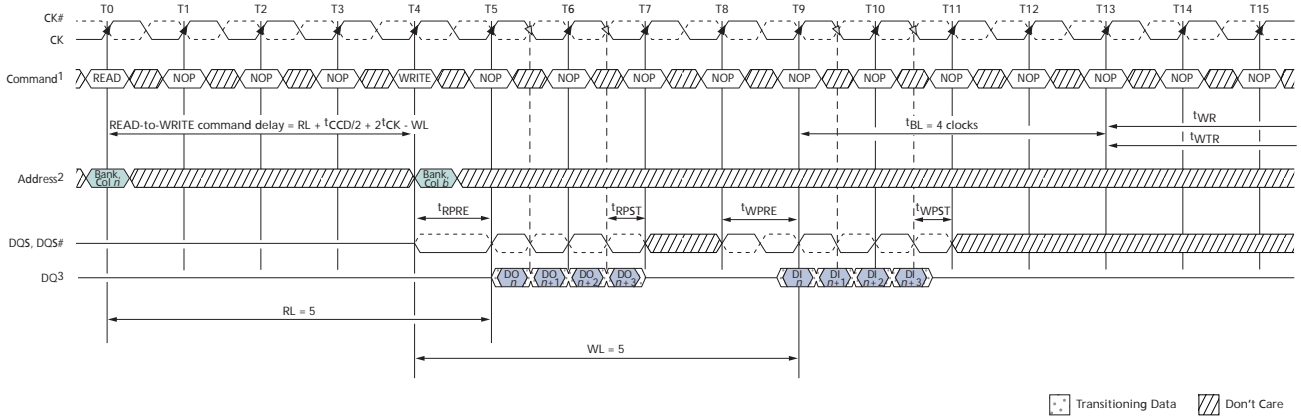 T0 T1 T2 T3 T4 T5 T6 T7 T8 T9 T10 T11 T12 T13 T14 T15
CK#
CK
Command1 READ NOP NOP NOP WRITE NOP NOP NOP NOP NOP NOP NOP NOP NOP NOP NOP
READ-to-WRITE command delay = RL + tCCD/2 + 2tCK - WL
tBL = 4 clocks
tWR
tWTR
Address2
Bank,
Col n
Bank,
Col b
tRPRE tRPST tWPRE tWPST
DQS, DQS#
DQ3
DO
n
DO
n+1
DO
n+2
DO
n+3
DI
n
DI
n+1
DI
n+2
DI
n+3
RL = 5
WL = 5
Transitioning Data Don't Care